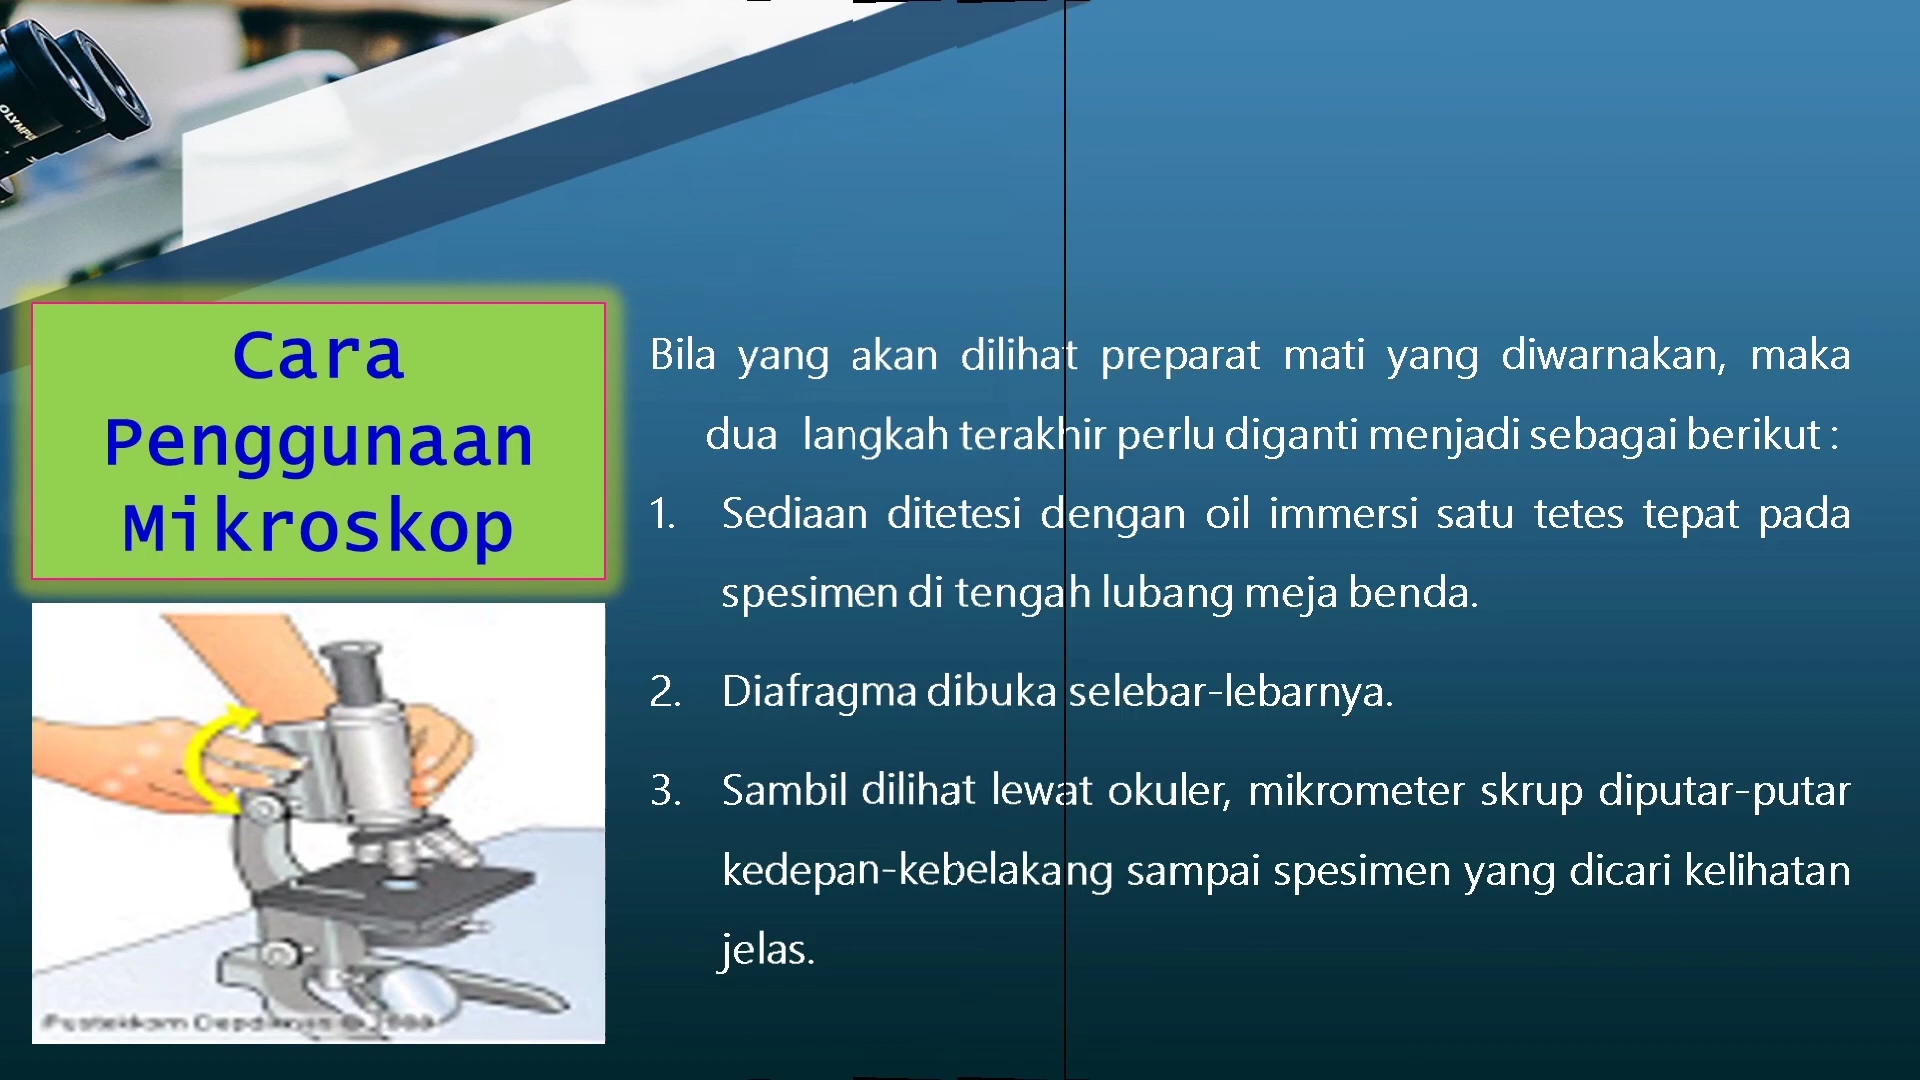 OLYMPU
Cara
Penggunaan
Mikroskop
Bila yang akan dilihat preparat mati yang diwarnakan, maka
dua langkah terakhir perlu diganti menjadi sebagai berikut :
1. Sediaan ditetesi dengan oil immersi satu tetes tepat pada
spesimen di tengah lubang meja benda.
2. Diafragma dibuka selebar-lebarnya.
3. Sambil dilihat lewat okuler, mikrometer skrup diputar-putar
kedepan-kebelakang sampai spesimen yang dicari kelihatan
jelas.